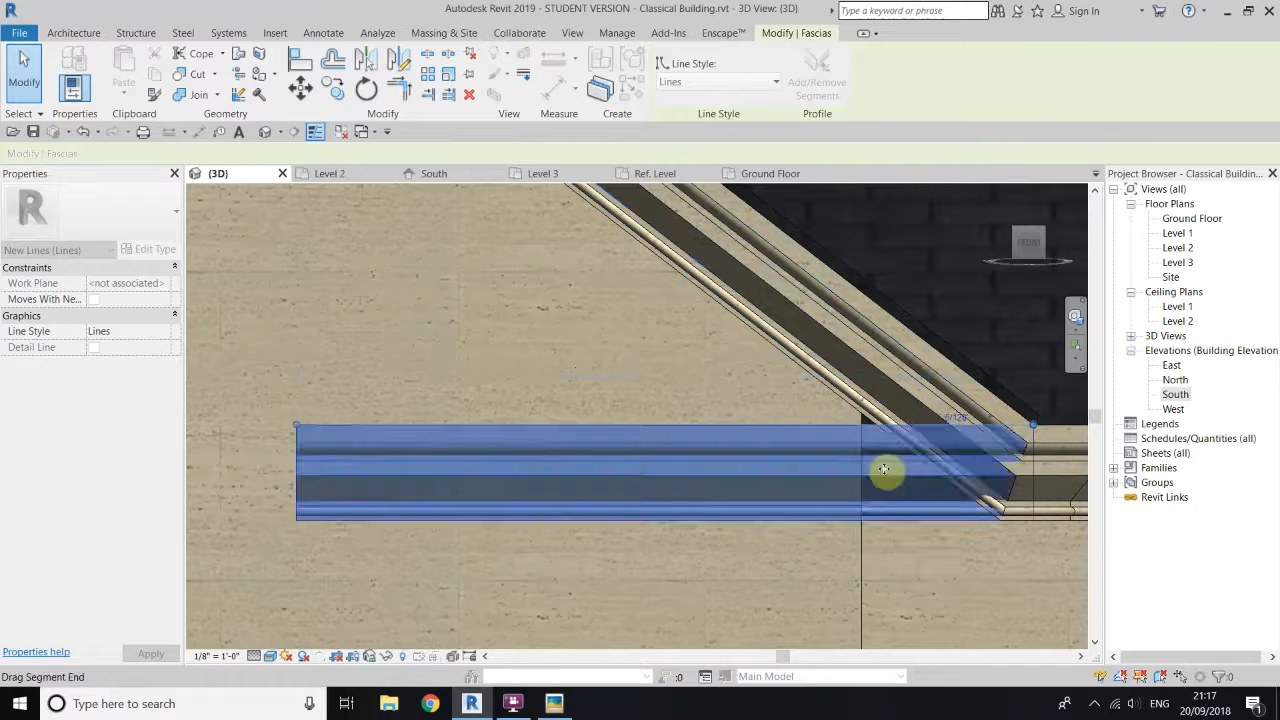 Autodesk Revit 2019 - STUDENT VERSION - Classical Building.rvt - 3D View: {3D}
Type a keyword or phrase
Sign In
File Architecture Structure Steel Systems Insert Annotate Analyze Massing & Site Collaborate View Manage Add-Ins Enscape™ Modify | Fascias
Modify
Paste
Cope
Cut
Join
Line Style:
Lines
Add/Remove
Segments
Select Properties Clipboard Geometry Modify View Measure Create Line Style Profile
Modify | Fascias
Properties
{3D} Level 2 South Level 3 Ref. Level Ground Floor
New Lines (Lines)
Edit Type
Constraints
Work Plane <not associated>
Moves With Ne...
Graphics
Line Style Lines
Detail Line
Properties help
Apply
FRONT
Project Browser - Classical Buildin...
Views (all)
Floor Plans
Ground Floor
Level 1
Level 2
Level 3
Site
Ceiling Plans
Level 1
Level 2
3D Views
Elevations (Building Elevation
East
North
South
West
Legends
Schedules/Quantities (all)
Sheets (all)
Families
Groups
Revit Links
1/8" = 1'-0"
Drag Segment End
:0
Main Model
:0
Type here to search
ENG
21:17
20/09/2018